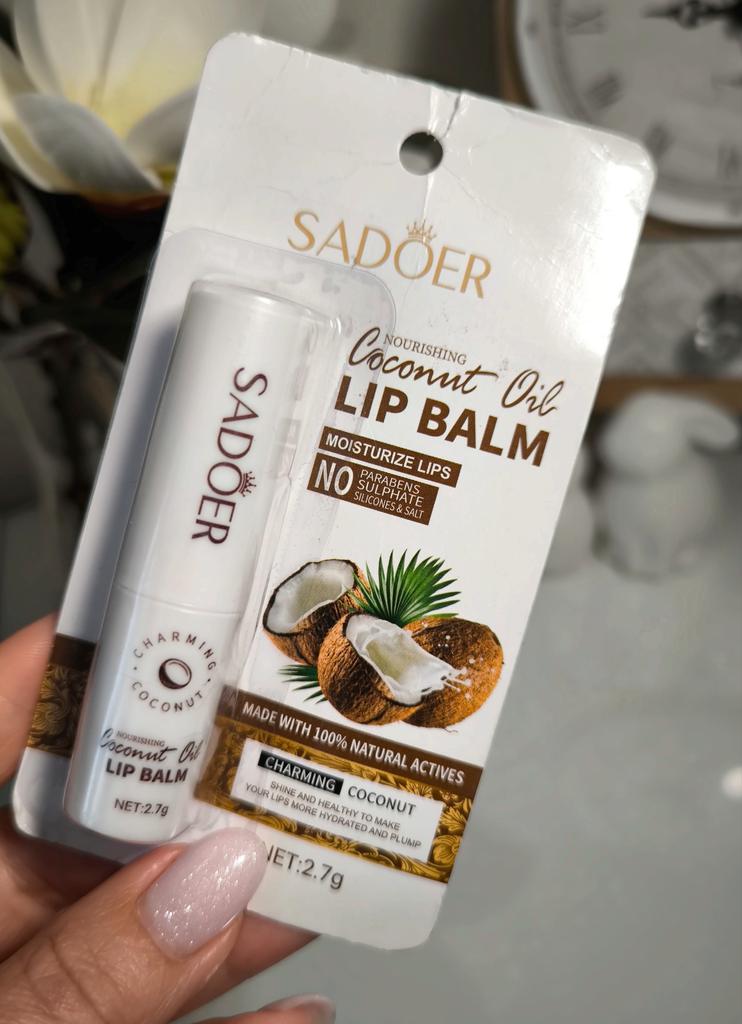 SADOER
NOURISHING
Coconut Oil
LIP BALM
MOISTURIZE LIPS
NO PARABENS
SULPHATE
SILICONES & SALT
MADE WITH 100% NATURAL ACTIVES
CHARMING COCONUT
SHINE AND HEALTHY TO MAKE
YOUR LIPS MORE HYDRATED AND PLUMP
NET:2.7g
SADOER
CHARMING
COCONUT
NOURISHING
Coconut Oil
LIP BALM
NET:2.7g